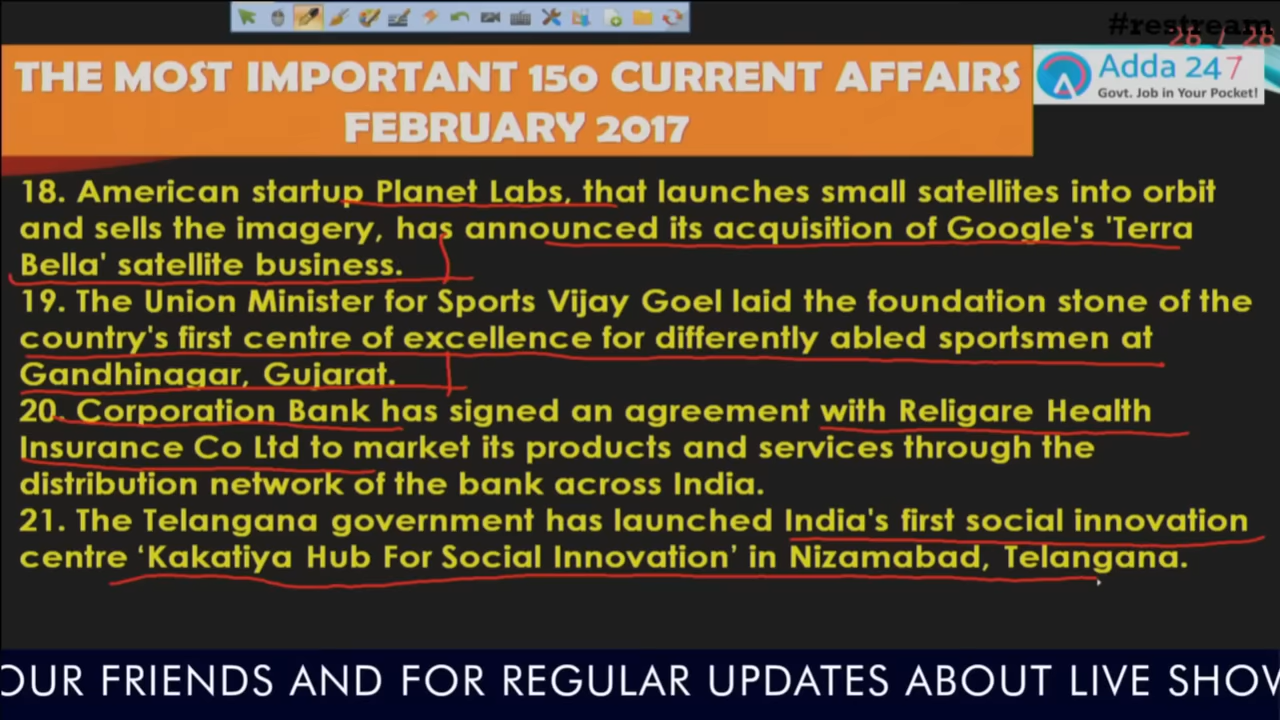 #restream
26 / 26
THE MOST IMPORTANT 150 CURRENT AFFAIRS
FEBRUARY 2017
Adda 247
Govt. Job in Your Pocket!
18. American startup Planet Labs, that launches small satellites into orbit
and sells the imagery, has announced its acquisition of Google's 'Terra
Bella' satellite business.
19. The Union Minister for Sports Vijay Goel laid the foundation stone of the
country's first centre of excellence for differently abled sportsmen at
Gandhinagar, Gujarat.
20. Corporation Bank has signed an agreement with Religare Health
Insurance Co Ltd to market its products and services through the
distribution network of the bank across India.
21. The Telangana government has launched India's first social innovation
centre ‘Kakatiya Hub For Social Innovation’ in Nizamabad, Telangana.
OUR FRIENDS AND FOR REGULAR UPDATES ABOUT LIVE SHOW